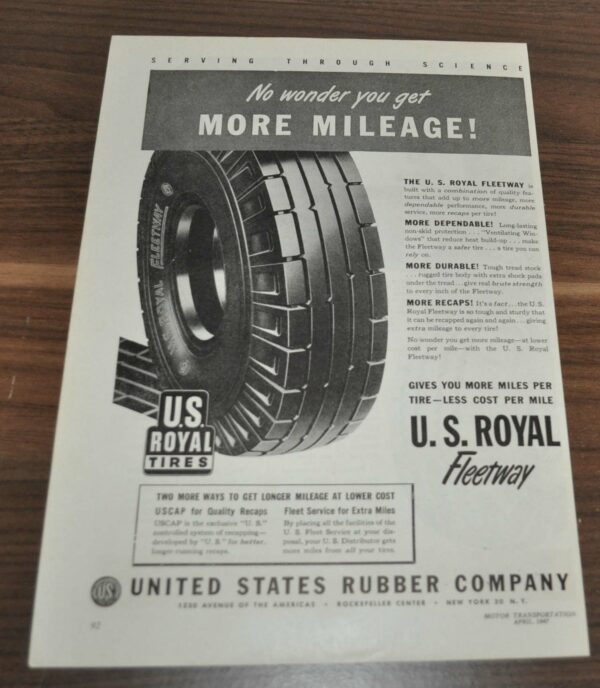 SERVING THROUGH SCIENCE
No wonder you get
MORE MILEAGE!
ROYAL FLEETWAY
THE U. S. ROYAL FLEETWAY is
built with a combination of quality fea-
tures that add up to more mileage, more
dependable performance, more durable
service, more recaps per tire!
MORE DEPENDABLE! Long-lasting
non-skid protection . . . "Ventilating Win-
dows" that reduce heat build-up . . . make
the Fleetway a safer tire . . . a tire you can
rely on.
MORE DURABLE! Tough tread stock
. . . rugged tire body with extra shock pads
under the tread . . . give real brute strength
to every inch of the Fleetway.
MORE RECAPS! It's a fact . . . the U. S.
Royal Fleetway is so tough and sturdy that
it can be recapped again and again . . . giving
extra mileage to every tire!
No wonder you get more mileage—at lower
cost per mile—with the U. S. Royal
Fleetway!
GIVES YOU MORE MILES PER
TIRE—LESS COST PER MILE
U. S. ROYAL
Fleetway
U.S.
ROYAL
TIRES
TWO MORE WAYS TO GET LONGER MILEAGE AT LOWER COST
USCAP for Quality Recaps
USCAP is the exclusive "U. S."
controlled system of recapping—
developed by "U. S." for better,
longer running recaps.
Fleet Service for Extra Miles
By placing all the facilities of the
U. S. Fleet Service at your dis-
posal, your U. S. Distributor gets
more miles from all your tires.
US
UNITED STATES RUBBER COMPANY
1230 AVENUE OF THE AMERICAS • ROCKEFELLER CENTER • NEW YORK 20 N. Y.
92
MOTOR TRANSPORTATION
APRIL, 1947